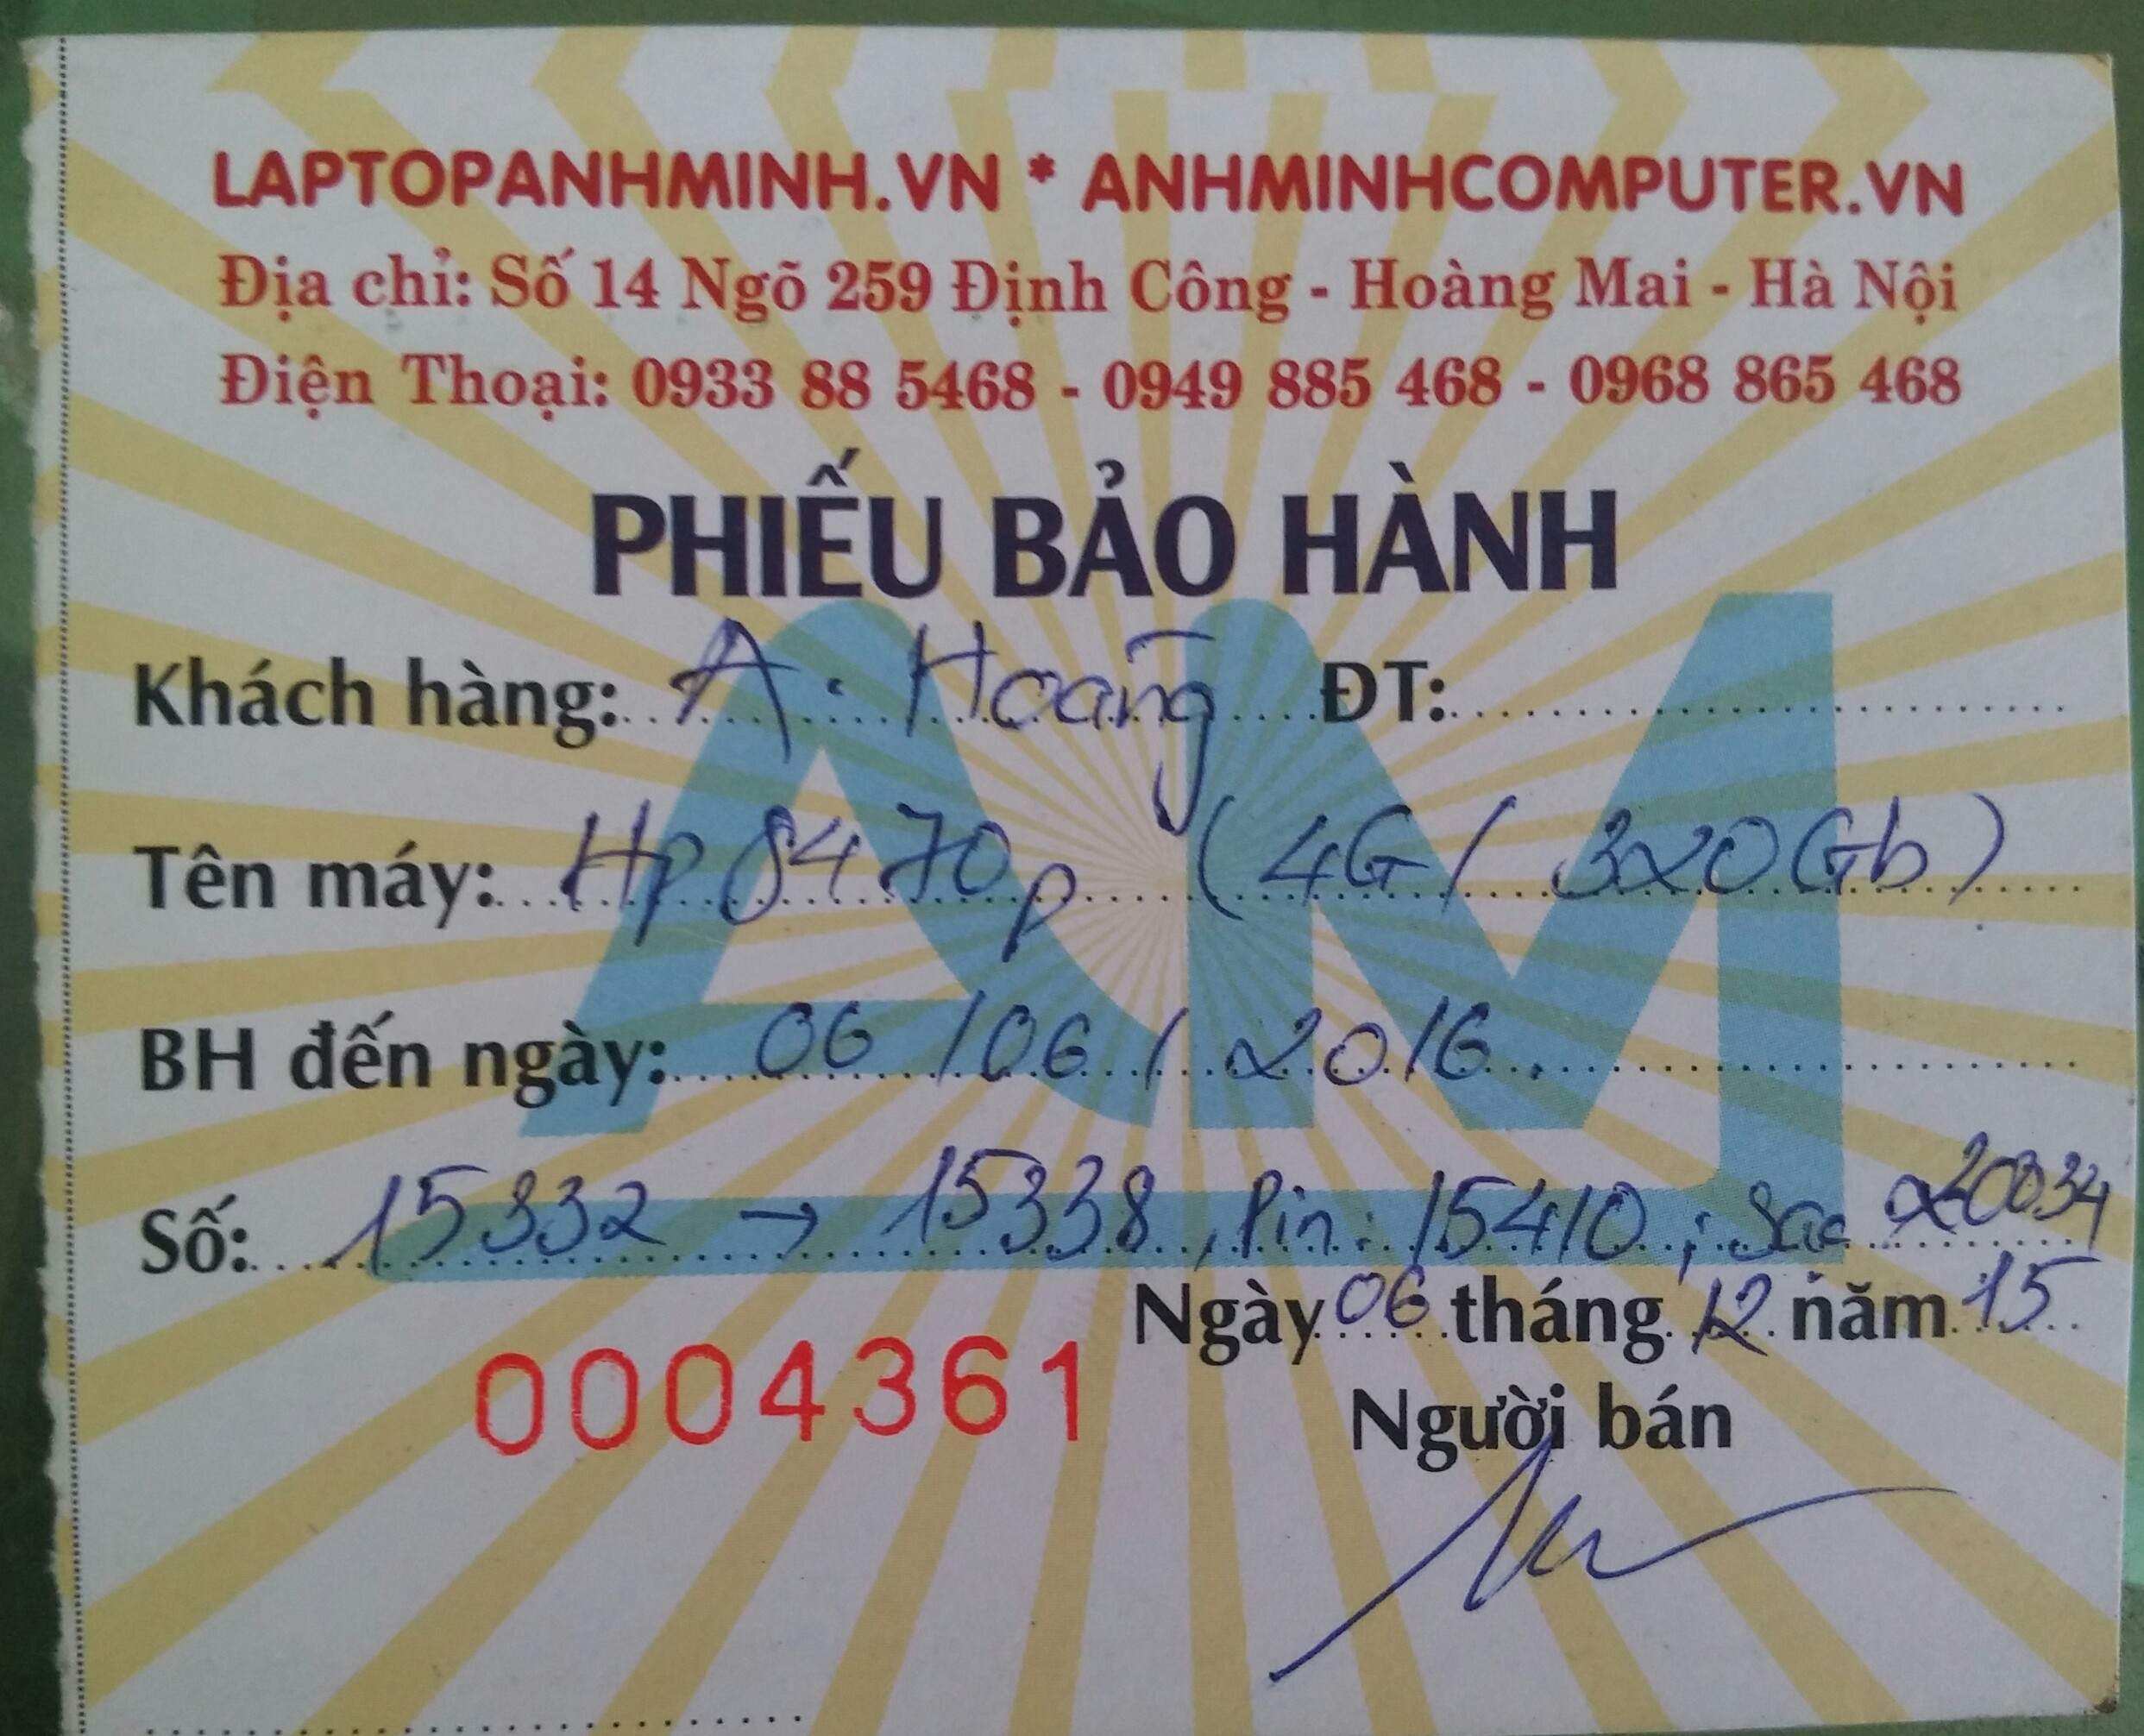 LAPTOPANHMINH.VN * ANHMINHCOMPUTER.VN
Địa chỉ: Số 14 Ngõ 259 Định Công - Hoàng Mai - Hà Nội
Điện Thoại: 0933 88 5468 - 0949 885 468 - 0968 865 468
PHIẾU BẢO HÀNH
Khách hàng: A. Hoàng ĐT:
Tên máy: Hp 8470p (4G / 320Gb)
BH đến ngày: 06 / 06 / 2016.
Số: 15332 → 15338, Pin: 15410; Sạc 20034
Ngày 06 tháng 12 năm 15
0004361
Người bán